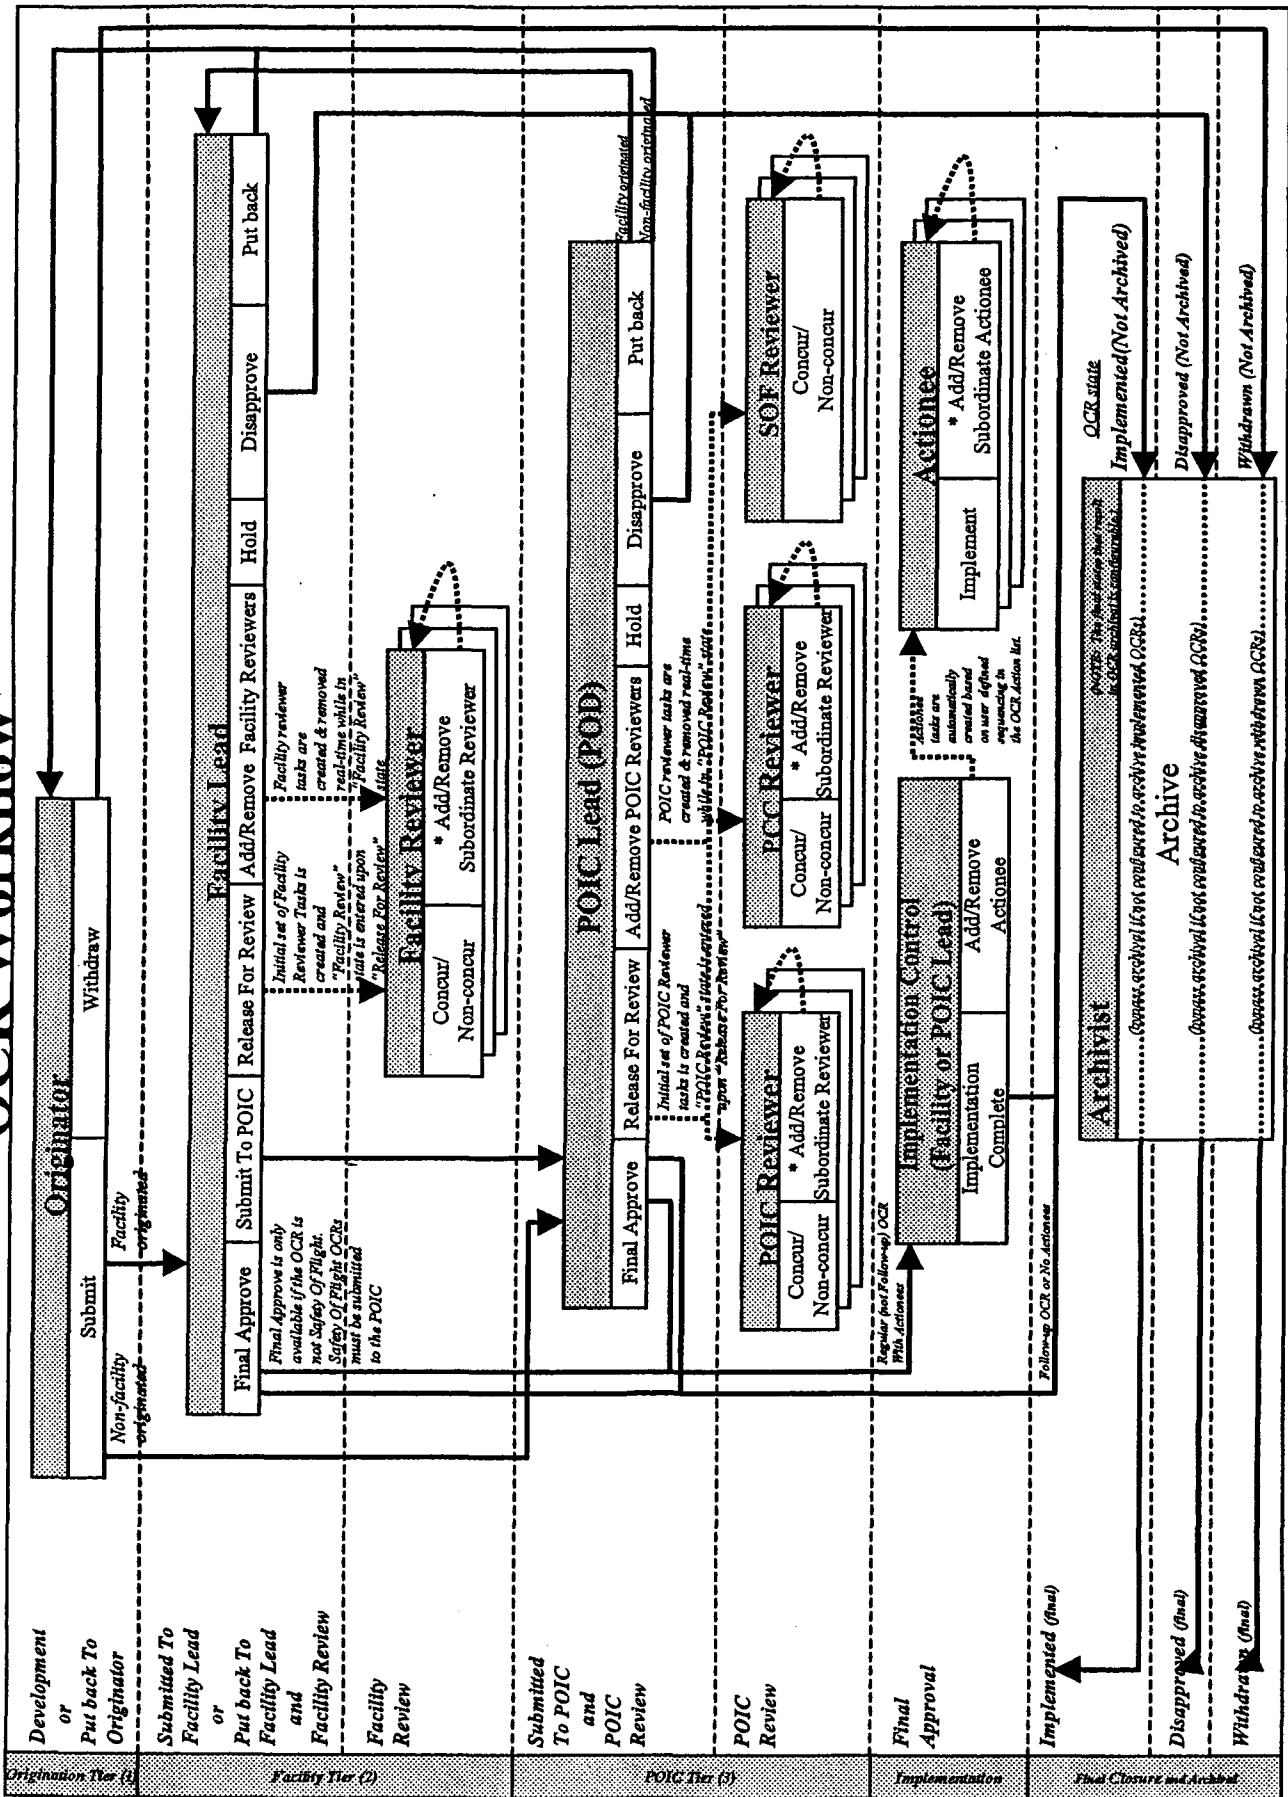 OCR Workflow
Origination Tier (1)
Development
or
Put back To
Originator
Originator
Submit
Withdraw
Non-facility
originated
Facility
originated
Facility Tier (2)
Submitted To
Facility Lead
or
Put back To
Facility Lead
and
Facility Review
Facility Lead
Final Approve
Submit To POIC
Release For Review
Add/Remove Facility Reviewers
Hold
Disapprove
Put back
Final Approve is only
available if the OCR is
not Safety Of Flight.
Safety Of Flight OCRs
must be submitted
to the POIC
Initial set of Facility
Reviewer Tasks is
created and
"Facility Review"
state is entered upon
"Release For Review"
Facility reviewer
tasks are
created & removed
real-time while in
"Facility Review"
state
Facility
Review
Facility Reviewer
Concur/
Non-concur
* Add/Remove
Subordinate Reviewer
POIC Tier (3)
Submitted
To POIC
and
POIC
Review
POIC Lead (POD)
Final Approve
Release For Review
Add/Remove POIC Reviewers
Hold
Disapprove
Put back
Facility originated
Non-facility originated
Initial set of POIC Reviewer
tasks is created and
"POIC Review" state is entered
upon "Release For Review"
POIC reviewer tasks are
created & removed real-time
while in "POIC Review" state
POIC
Review
POIC Reviewer
Concur/
Non-concur
* Add/Remove
Subordinate Reviewer
PCC Reviewer
Concur/
Non-concur
* Add/Remove
Subordinate Reviewer
SOF Reviewer
Concur/
Non-concur
Implementation
Final
Approval
Regular (not Follow-up) OCR
With Actionees
Implementation Control
(Facility or POIC Lead)
Implementation
Complete
Add/Remove
Actionee
Actionee
tasks are
automatically
created based
on user defined
sequencing in
the OCR Action list.
Actionee
Implement
* Add/Remove
Subordinate Actionee
Follow-up OCR or No Actionees
Final Closure and Archival
Implemented (final)
Disapproved (final)
Withdrawn (final)
Archivist
(NOTE: The final states that result
in OCR archival is configurable.)
(bypass archival if not configured to archive implemented OCRs)
Archive
(bypass archival if not configured to archive disapproved OCRs)
(bypass archival if not configured to archive withdrawn OCRs)
OCR state
Implemented(Not Archived)
Disapproved (Not Archived)
Withdrawn (Not Archived)